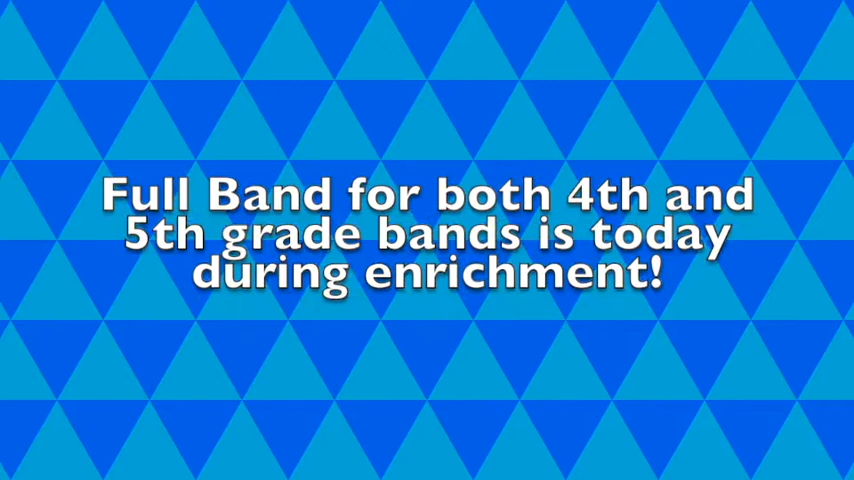 Full Band for both 4th and
5th grade bands is today
during enrichment!